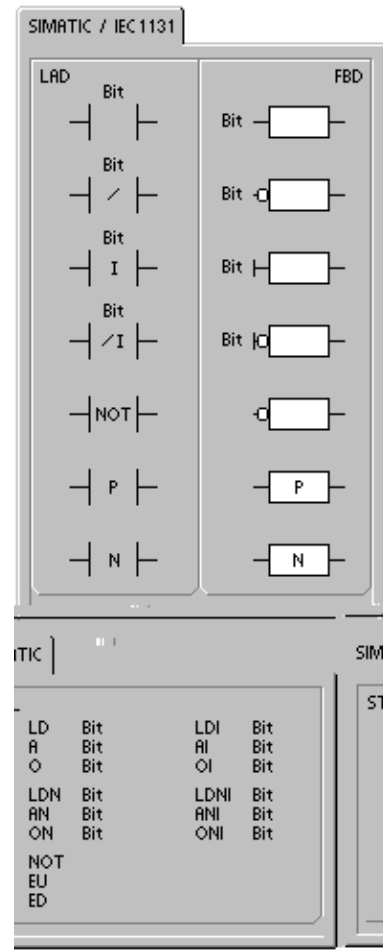 SIMATIC / IEC 1131
LAD FBD
Bit
Bit
Bit
/
Bit
Bit
I
Bit
Bit
/I
Bit
NOT
P P
N N
TIC SIM
ST
LD Bit LDI Bit
A Bit AI Bit
O Bit OI Bit
LDN Bit LDNI Bit
AN Bit ANI Bit
ON Bit ONI Bit
NOT
EU
ED